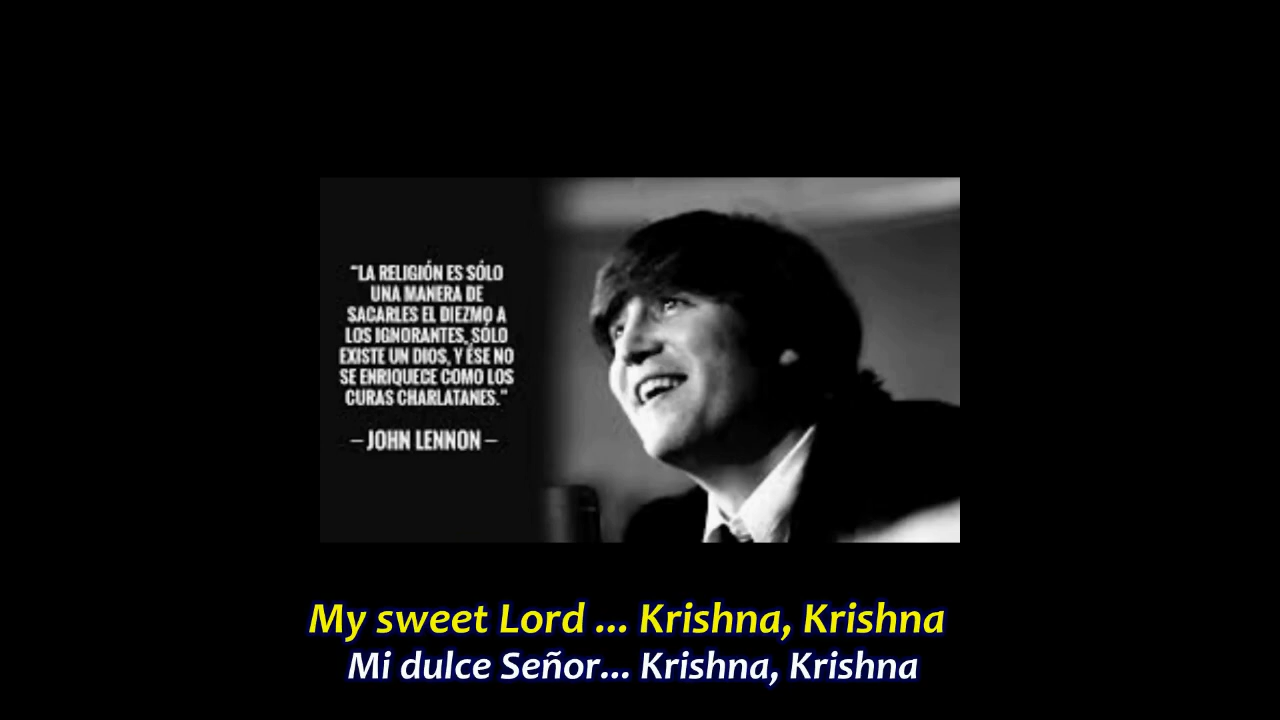 "LA RELIGIÓN ES SÓLO
UNA MANERA DE
SACARLES EL DIEZMO A
LOS IGNORANTES, SÓLO
EXISTE UN DIOS, Y ÉSE NO
SE ENRIQUECE COMO LOS
CURAS CHARLATANES."
– JOHN LENNON –
My sweet Lord ... Krishna, Krishna
Mi dulce Señor... Krishna, Krishna